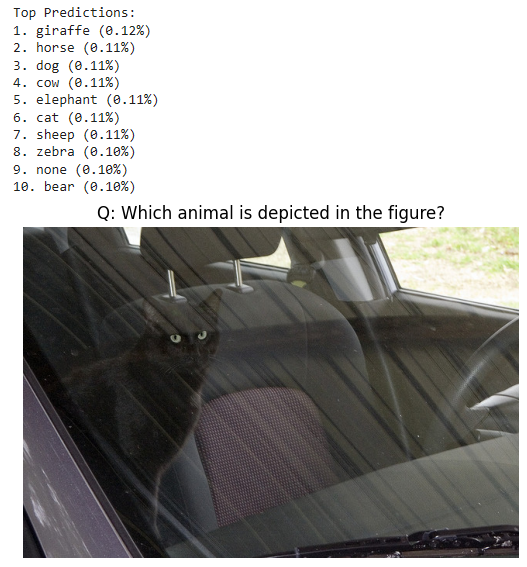 Top Predictions:
1. giraffe (0.12%)
2. horse (0.11%)
3. dog (0.11%)
4. cow (0.11%)
5. elephant (0.11%)
6. cat (0.11%)
7. sheep (0.11%)
8. zebra (0.10%)
9. none (0.10%)
10. bear (0.10%)
Q: Which animal is depicted in the figure?